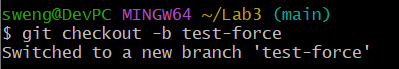 sweng@DevPC MINGW64 ~/Lab3 (main)
$ git checkout -b test-force
Switched to a new branch 'test-force'